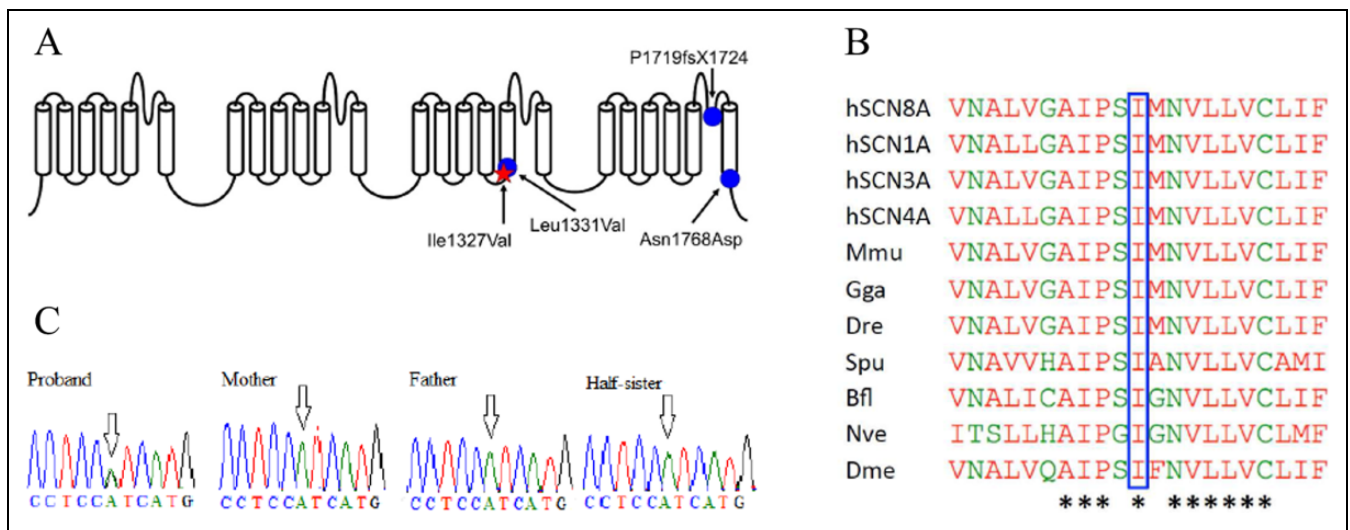 A
P1719fsX1724
Ile1327Val
Leu1331Val
Asn1768Asp
B
hSCN8A VNALVGAIPSIMNVLLVCLIF
hSCN1A VNALLGAIPSIMNVLLVCLIF
hSCN3A VNALVGAIPSIMNVLLVCLIF
hSCN4A VNALLGAIPSIMNVLLVCLIF
Mmu VNALVGAIPSIMNVLLVCLIF
Gga VNALVGAIPSIMNVLLVCLIF
Dre VNALVGAIPSIMNVLLVCLIF
Spu VNAVVHAIPSIANVLLVCAMI
Bfl VNALICAIPSIGNVLLVCLIF
Nve ITSLLHAIPGIGNVLLVCLMF
Dme VNALVQAIPSIFNVLLVCLIF
*** * ******
C
Proband
Mother
Father
Half-sister
CCTCCATCATG
CCTCCATCATG
CCTCCATCATG
CCTCCATCATG